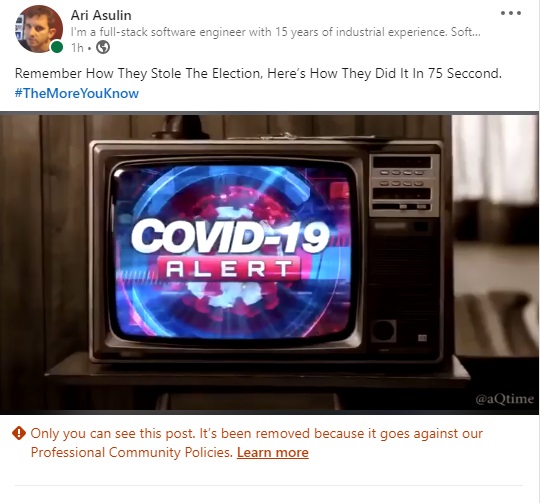 Ari Asulin
I'm a full-stack software engineer with 15 years of industrial experience. Soft...
1h •
Remember How They Stole The Election, Here's How They Did It In 75 Seccond.
#TheMoreYouKnow
COVID-19
ALERT
@aQtime
Only you can see this post. It's been removed because it goes against our
Professional Community Policies. Learn more